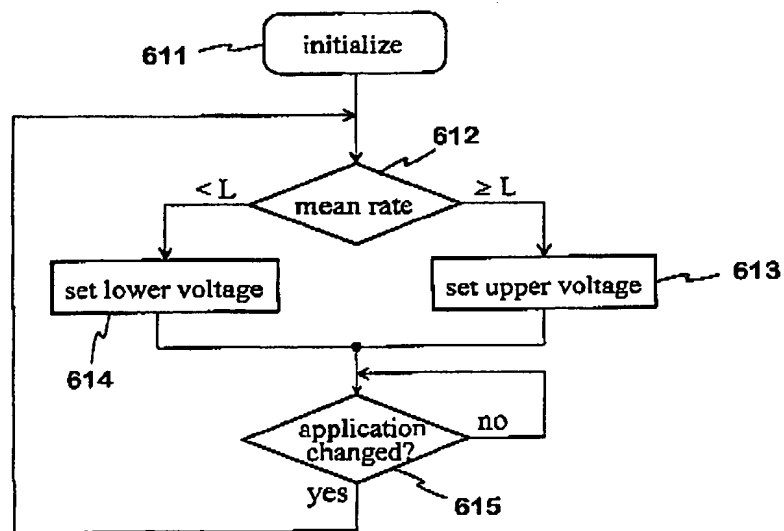 611
initialize
612
< L
mean rate
≥ L
set lower voltage
set upper voltage
613
614
application
changed?
no
yes
615